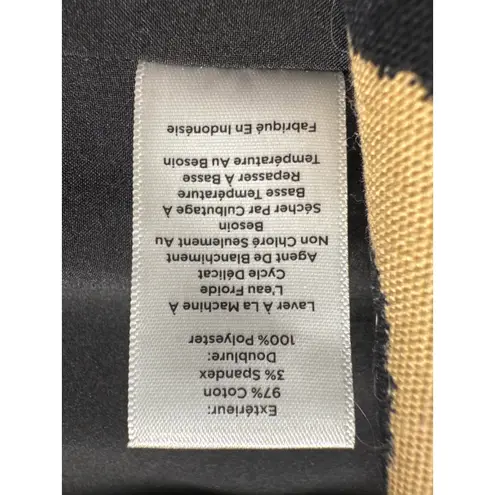 Extérieur:
97% Coton
3% Spandex
Doublure:
100% Polyester
Laver À La Machine À
L'eau Froide
Cycle Délicat
Agent De Blanchiment
Non Chloré Seulement Au
Besoin
Sécher Par Culbutage À
Basse Température
Repasser À Basse
Température Au Besoin
Fabriqué En Indonésie